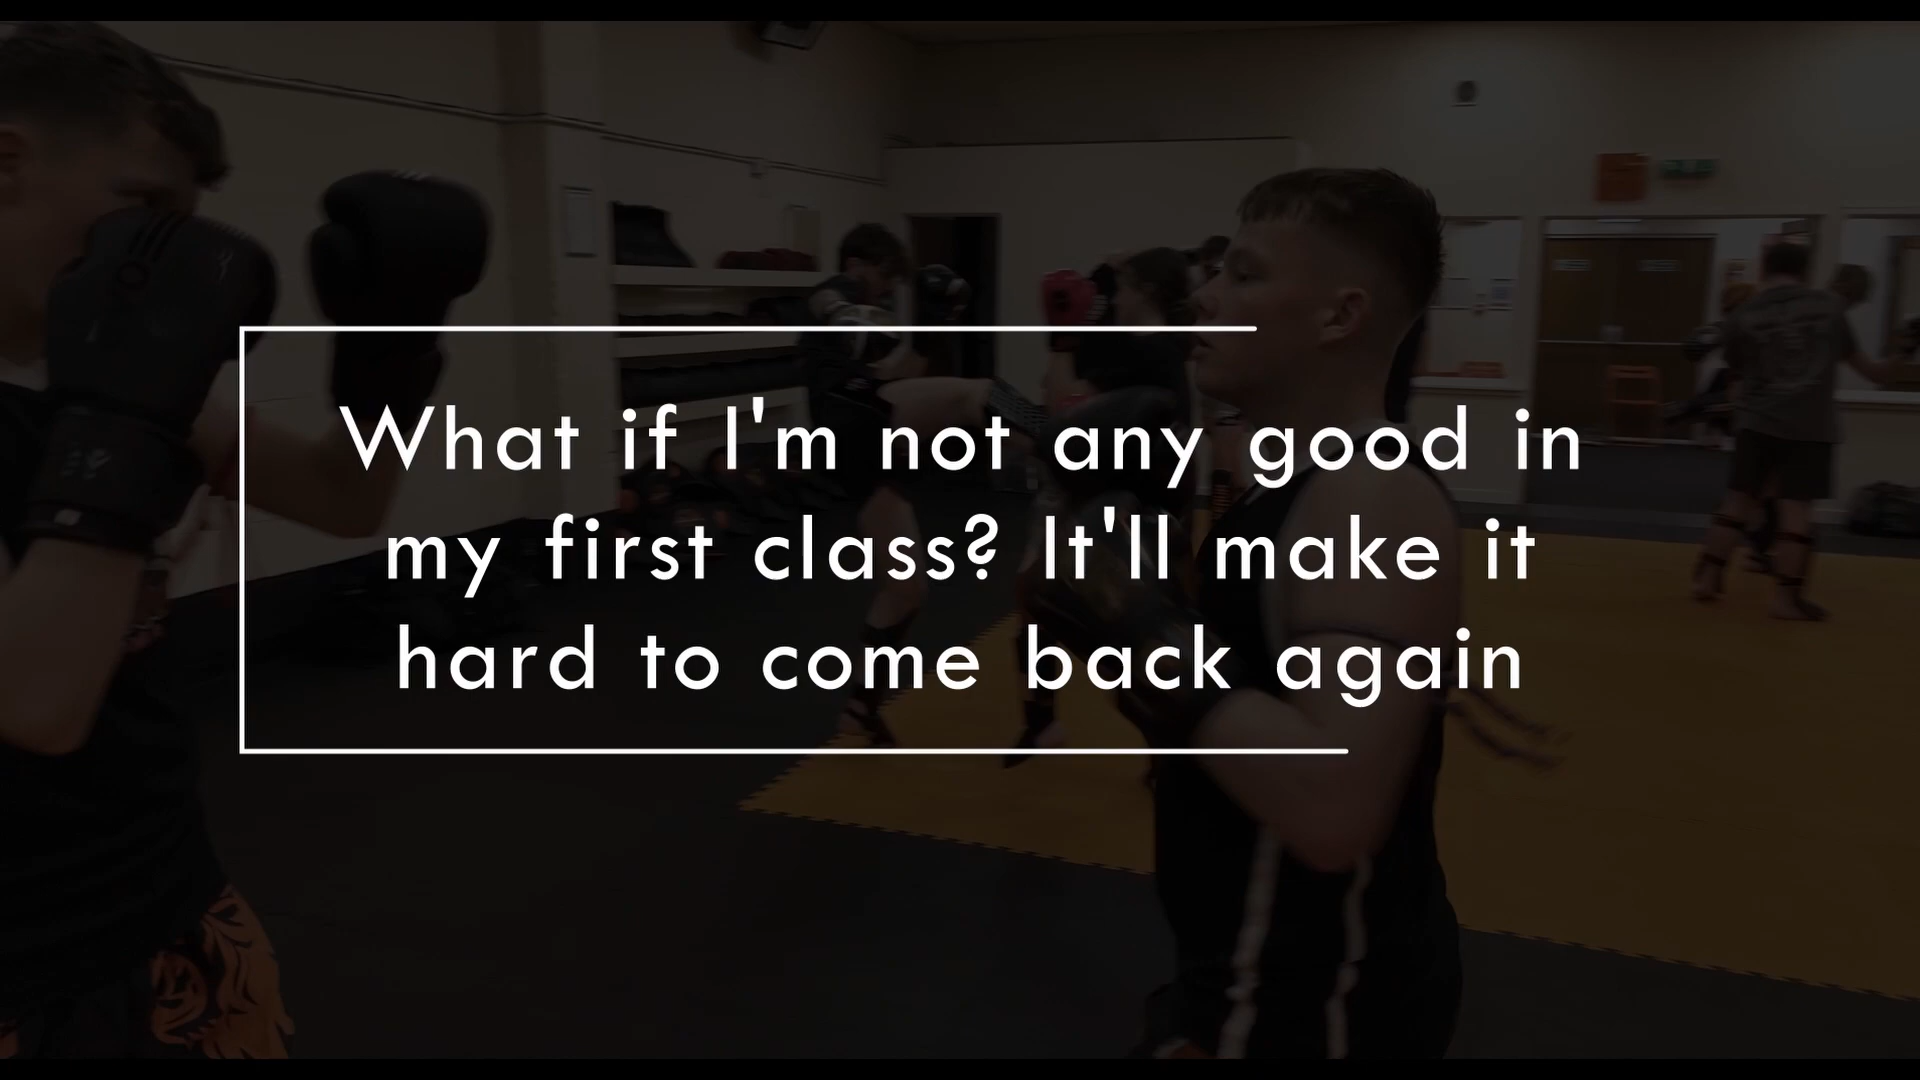 What if I'm not any good in
my first class? It'll make it
hard to come back again